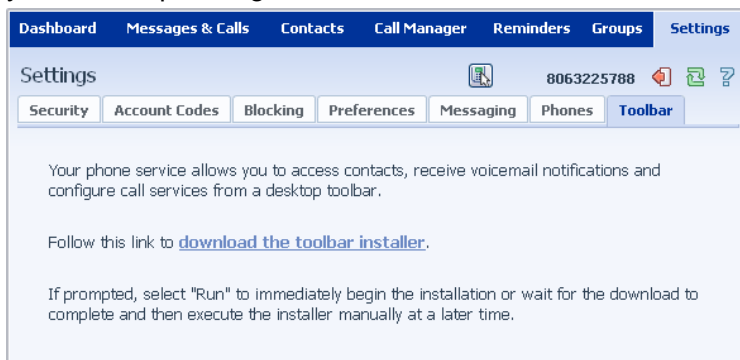 Dashboard Messages & Calls Contacts Call Manager Reminders Groups Settings
Settings 8063225788
Security Account Codes Blocking Preferences Messaging Phones Toolbar
Your phone service allows you to access contacts, receive voicemail notifications and
configure call services from a desktop toolbar.
Follow this link to download the toolbar installer.
If prompted, select "Run" to immediately begin the installation or wait for the download to
complete and then execute the installer manually at a later time.